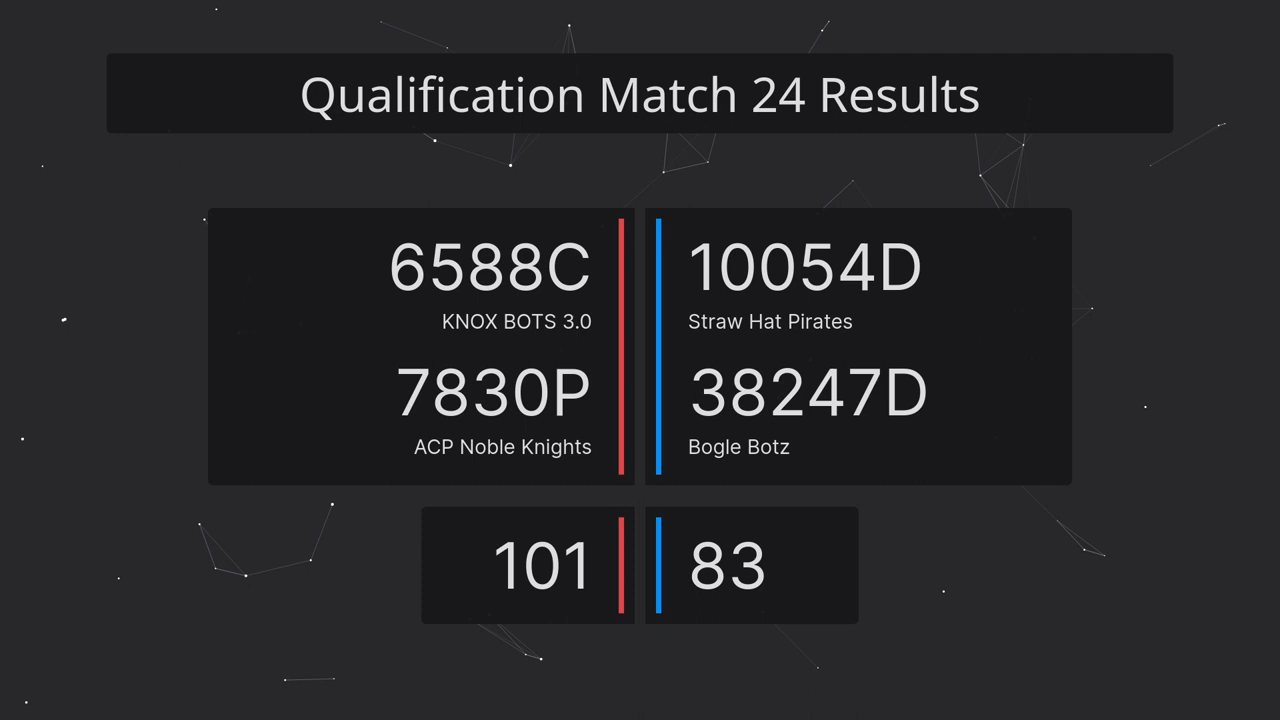 Qualification Match 24 Results
6588C
KNOX BOTS 3.0
7830P
ACP Noble Knights
10054D
Straw Hat Pirates
38247D
Bogle Botz
101
83